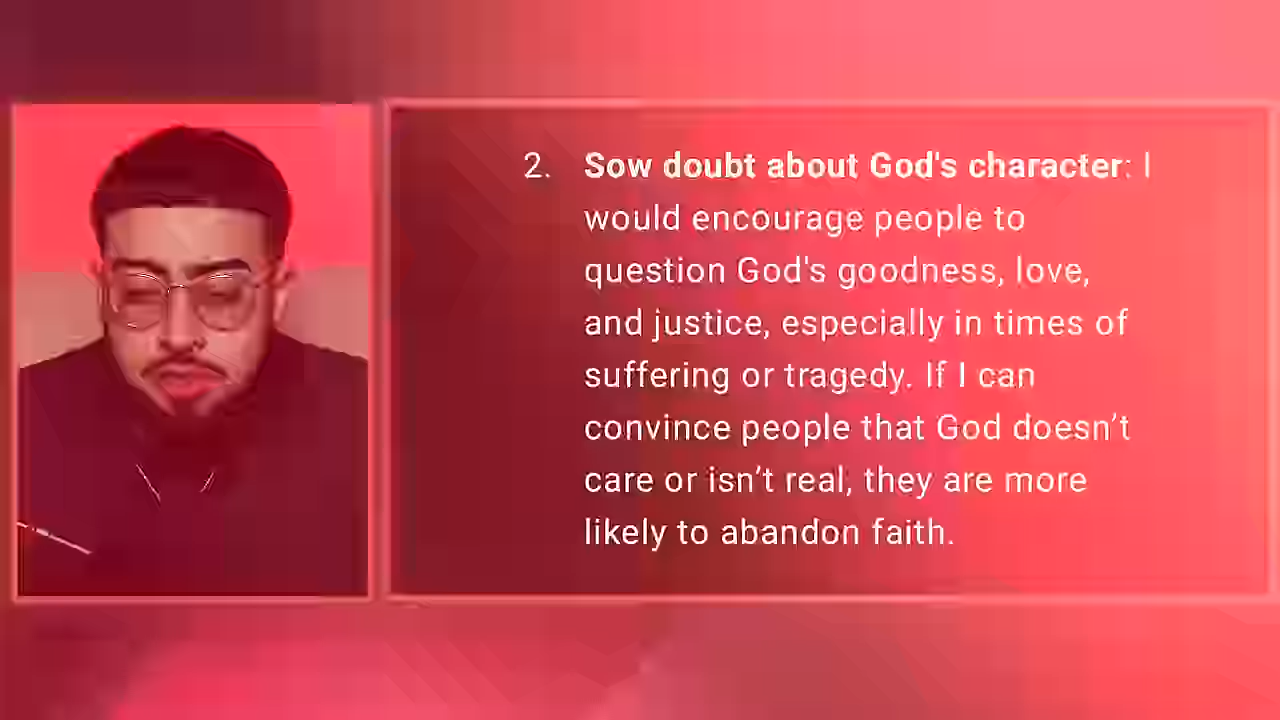 2. Sow doubt about God's character: I
would encourage people to
question God's goodness, love,
and justice, especially in times of
suffering or tragedy. If I can
convince people that God doesn’t
care or isn’t real, they are more
likely to abandon faith.